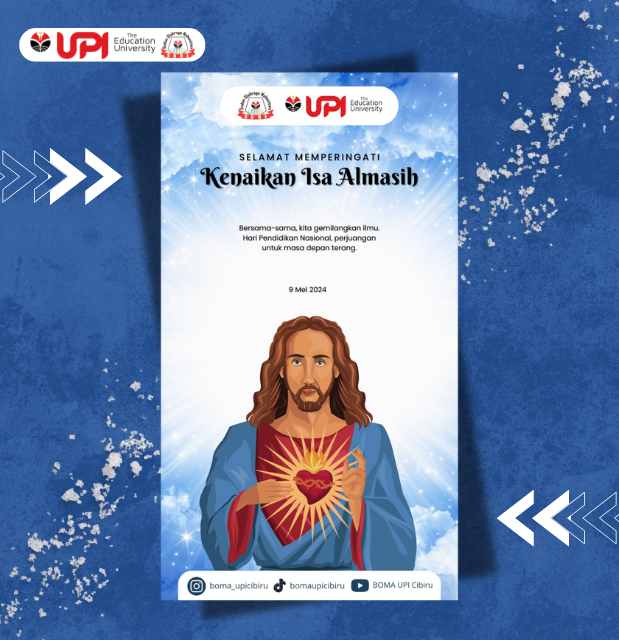 UPI The Education University
SELAMAT MEMPERINGATI
Kenaikan Isa Almasih
Bersama-sama, kita gemilangkan ilmu.
Hari Pendidikan Nasional, perjuangan
untuk masa depan terang.
9 Mei 2024
UPI The Education University
boma_upicibiru bomaupicibiru BOMA UPI Cibiru